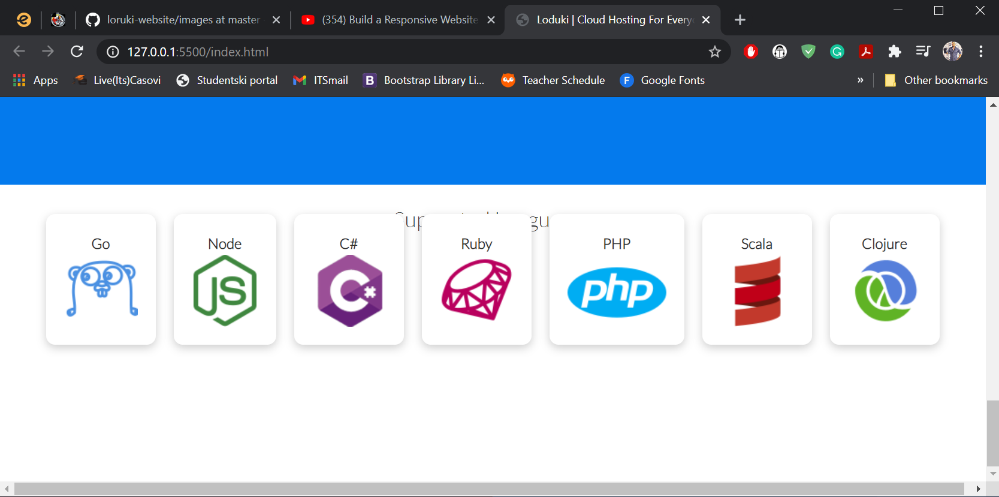 loruki-website/images at master
(354) Build a Responsive Website
Loduki | Cloud Hosting For Every
127.0.0.1:5500/index.html
Apps
Live(Its)Casovi
Studentski portal
ITSmail
B
Bootstrap Library Li...
Teacher Schedule
F
Google Fonts
»
Other bookmarks
Go
Node
C#
Ruby
PHP
Scala
Clojure
JS
C#
php